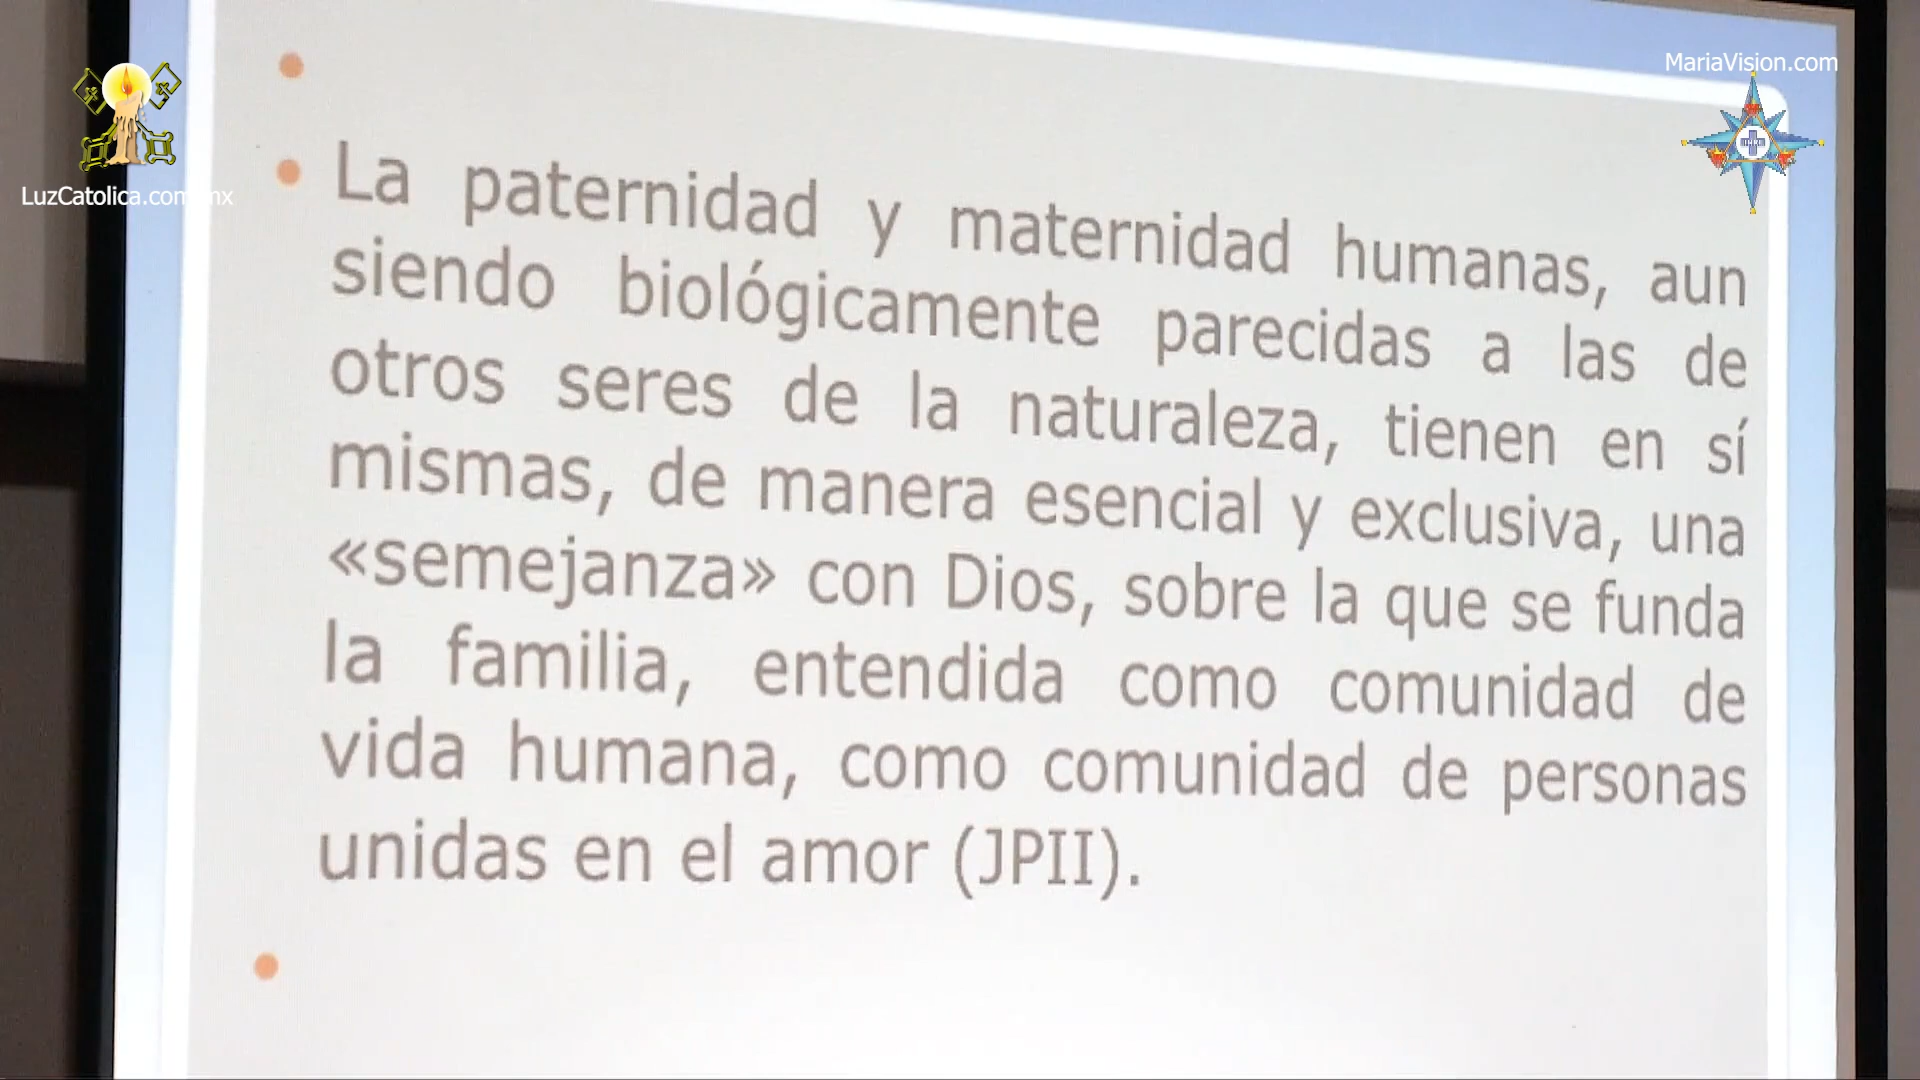 MariaVision.com
LuzCatolica.com.mx
La paternidad y maternidad humanas, aun
siendo biológicamente parecidas a las de
otros seres de la naturaleza, tienen en sí
mismas, de manera esencial y exclusiva, una
«semejanza» con Dios, sobre la que se funda
la familia, entendida como comunidad de
vida humana, como comunidad de personas
unidas en el amor (JPII).